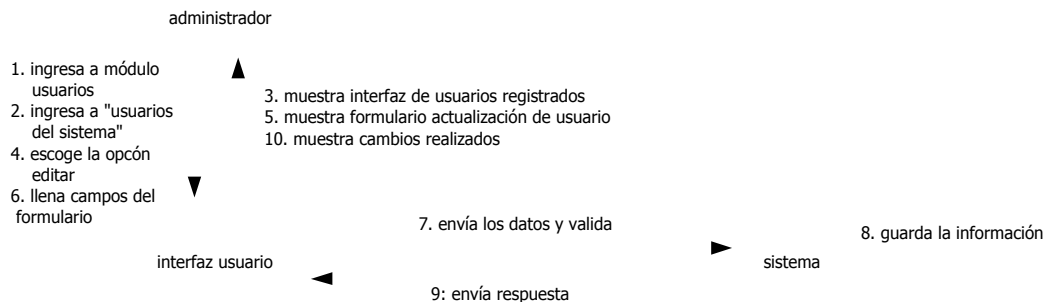 administrador
1. ingresa a módulo
usuarios
2. ingresa a "usuarios
del sistema"
4. escoge la opcón
editar
6. llena campos del
formulario
3. muestra interfaz de usuarios registrados
5. muestra formulario actualización de usuario
10. muestra cambios realizados
7. envía los datos y valida
8. guarda la información
interfaz usuario
sistema
9: envía respuesta